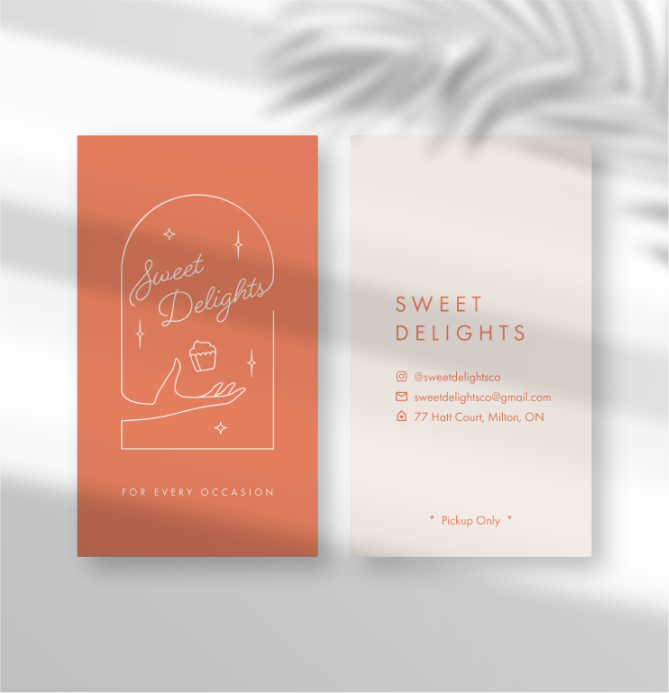 Sweet
Delights
FOR EVERY OCCASION
SWEET
DELIGHTS
@sweetdelightsco
sweetdelightsco@gmail.com
77 Hatt Court, Milton, ON
* Pickup Only *